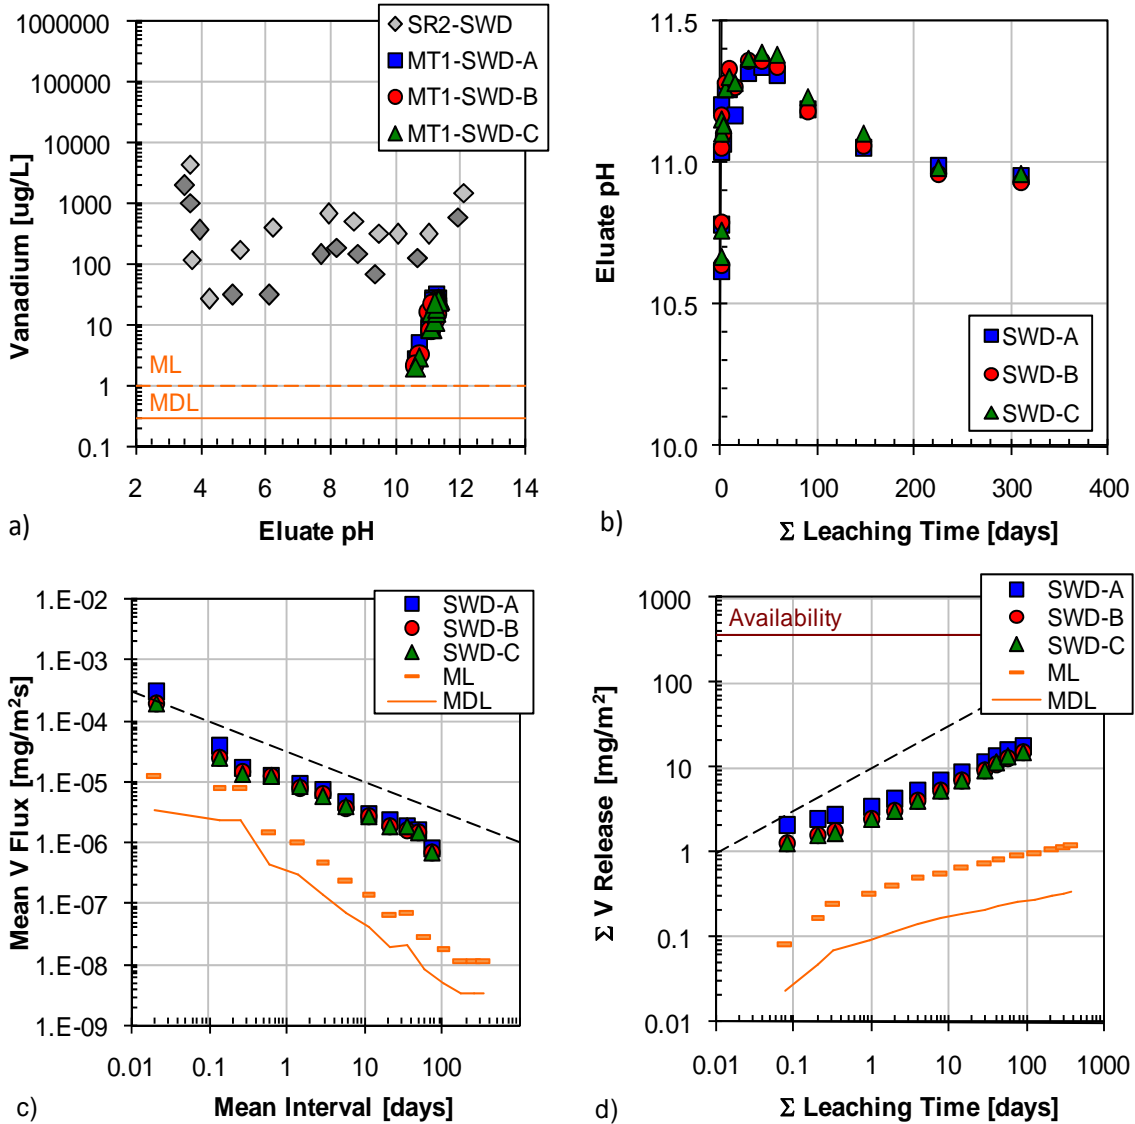 1000000
100000
10000
1000
100
10
1
0.1
Vanadium [ug/L]
SR2-SWD
MT1-SWD-A
MT1-SWD-B
MT1-SWD-C
ML
MDL
2 4 6 8 10 12 14
Eluate pH
a)
11.5
11.0
10.5
10.0
Eluate pH
SWD-A
SWD-B
SWD-C
0 100 200 300 400
Σ Leaching Time [days]
b)
1.E-02
1.E-03
1.E-04
1.E-05
1.E-06
1.E-07
1.E-08
1.E-09
Mean V Flux [mg/m²s]
SWD-A
SWD-B
SWD-C
ML
MDL
0.01 0.1 1 10 100
Mean Interval [days]
c)
1000
100
10
1
0.1
0.01
Σ V Release [mg/m²]
Availability
SWD-A
SWD-B
SWD-C
ML
MDL
0.01 0.1 1 10 100 1000
Σ Leaching Time [days]
d)